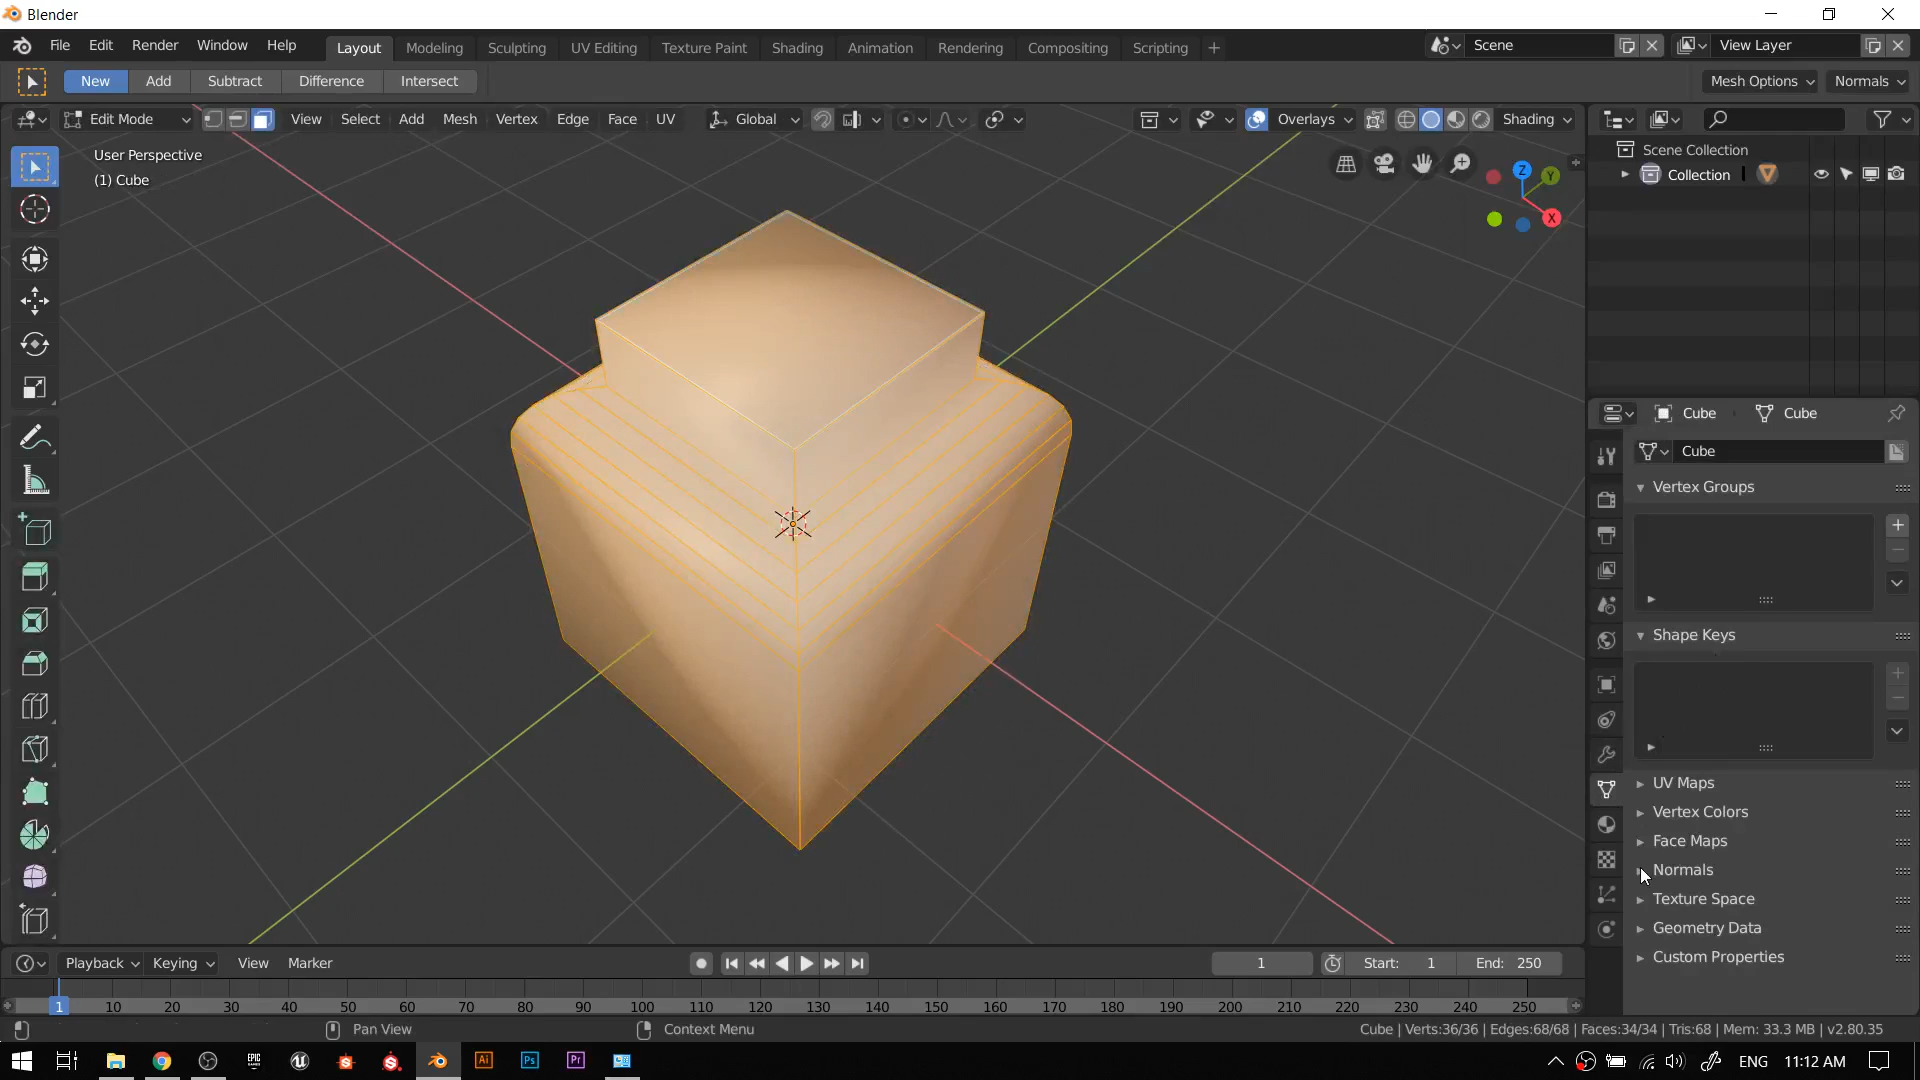 Blender
File Edit Render Window Help Layout Modeling Sculpting UV Editing Texture Paint Shading Animation Rendering Compositing Scripting + Scene View Layer
New Add Subtract Difference Intersect Mesh Options Normals
Edit Mode View Select Add Mesh Vertex Edge Face UV Global Overlays Shading
User Perspective
(1) Cube
Z
Y
X
Scene Collection
Collection
Cube Cube
Cube
Vertex Groups
Shape Keys
UV Maps
Vertex Colors
Face Maps
Normals
Texture Space
Geometry Data
Custom Properties
Playback Keying View Marker 1 Start: 1 End: 250
1 10 20 30 40 50 60 70 80 90 100 110 120 130 140 150 160 170 180 190 200 210 220 230 240 250
Pan View Context Menu Cube | Verts:36/36 | Edges:68/68 | Faces:34/34 | Tris:68 | Mem: 33.3 MB | v2.80.35
EPIC GAMES Ai Ps Pr ENG 11:12 AM